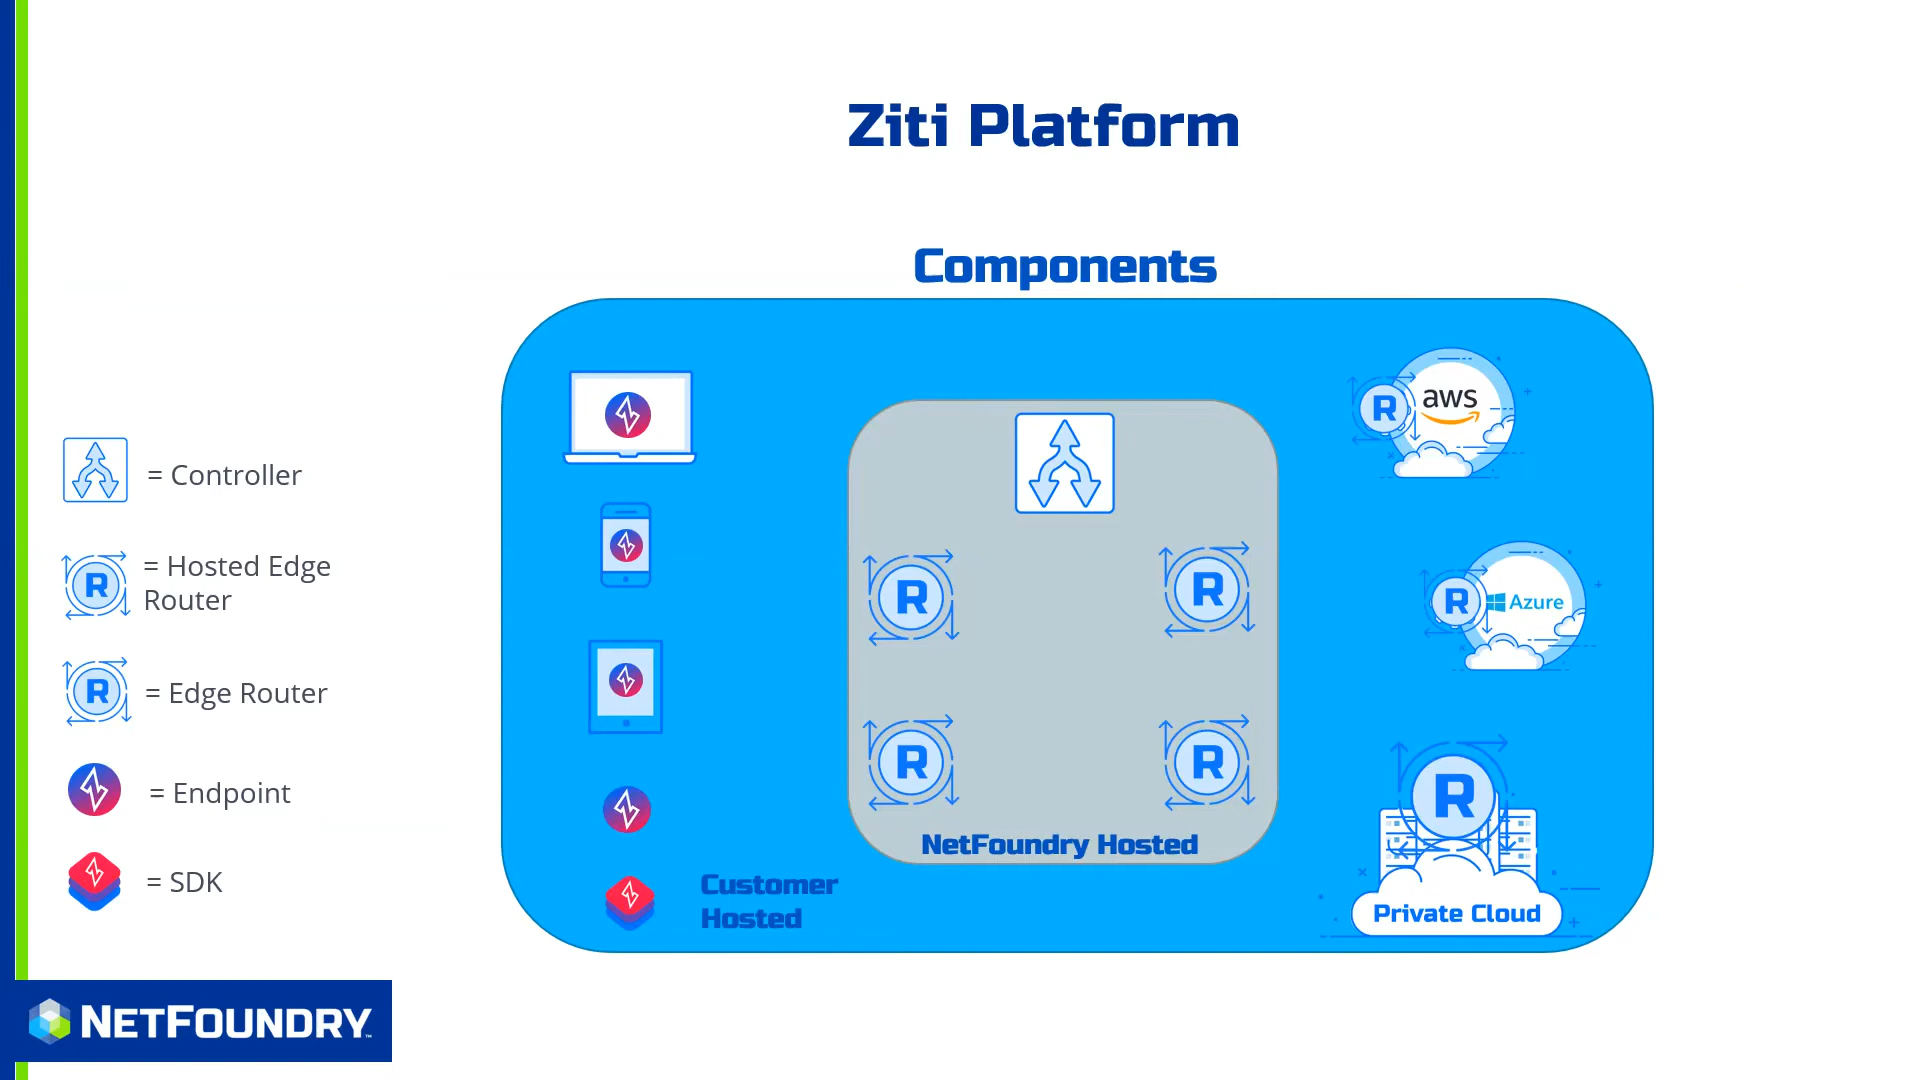 Ziti Platform
Components
= Controller
R
= Hosted Edge
Router
R
= Edge Router
= Endpoint
= SDK
R
aws
R
Azure
R
R
R
R
R
Private Cloud
NetFoundry Hosted
Customer
Hosted
NETFOUNDRY™